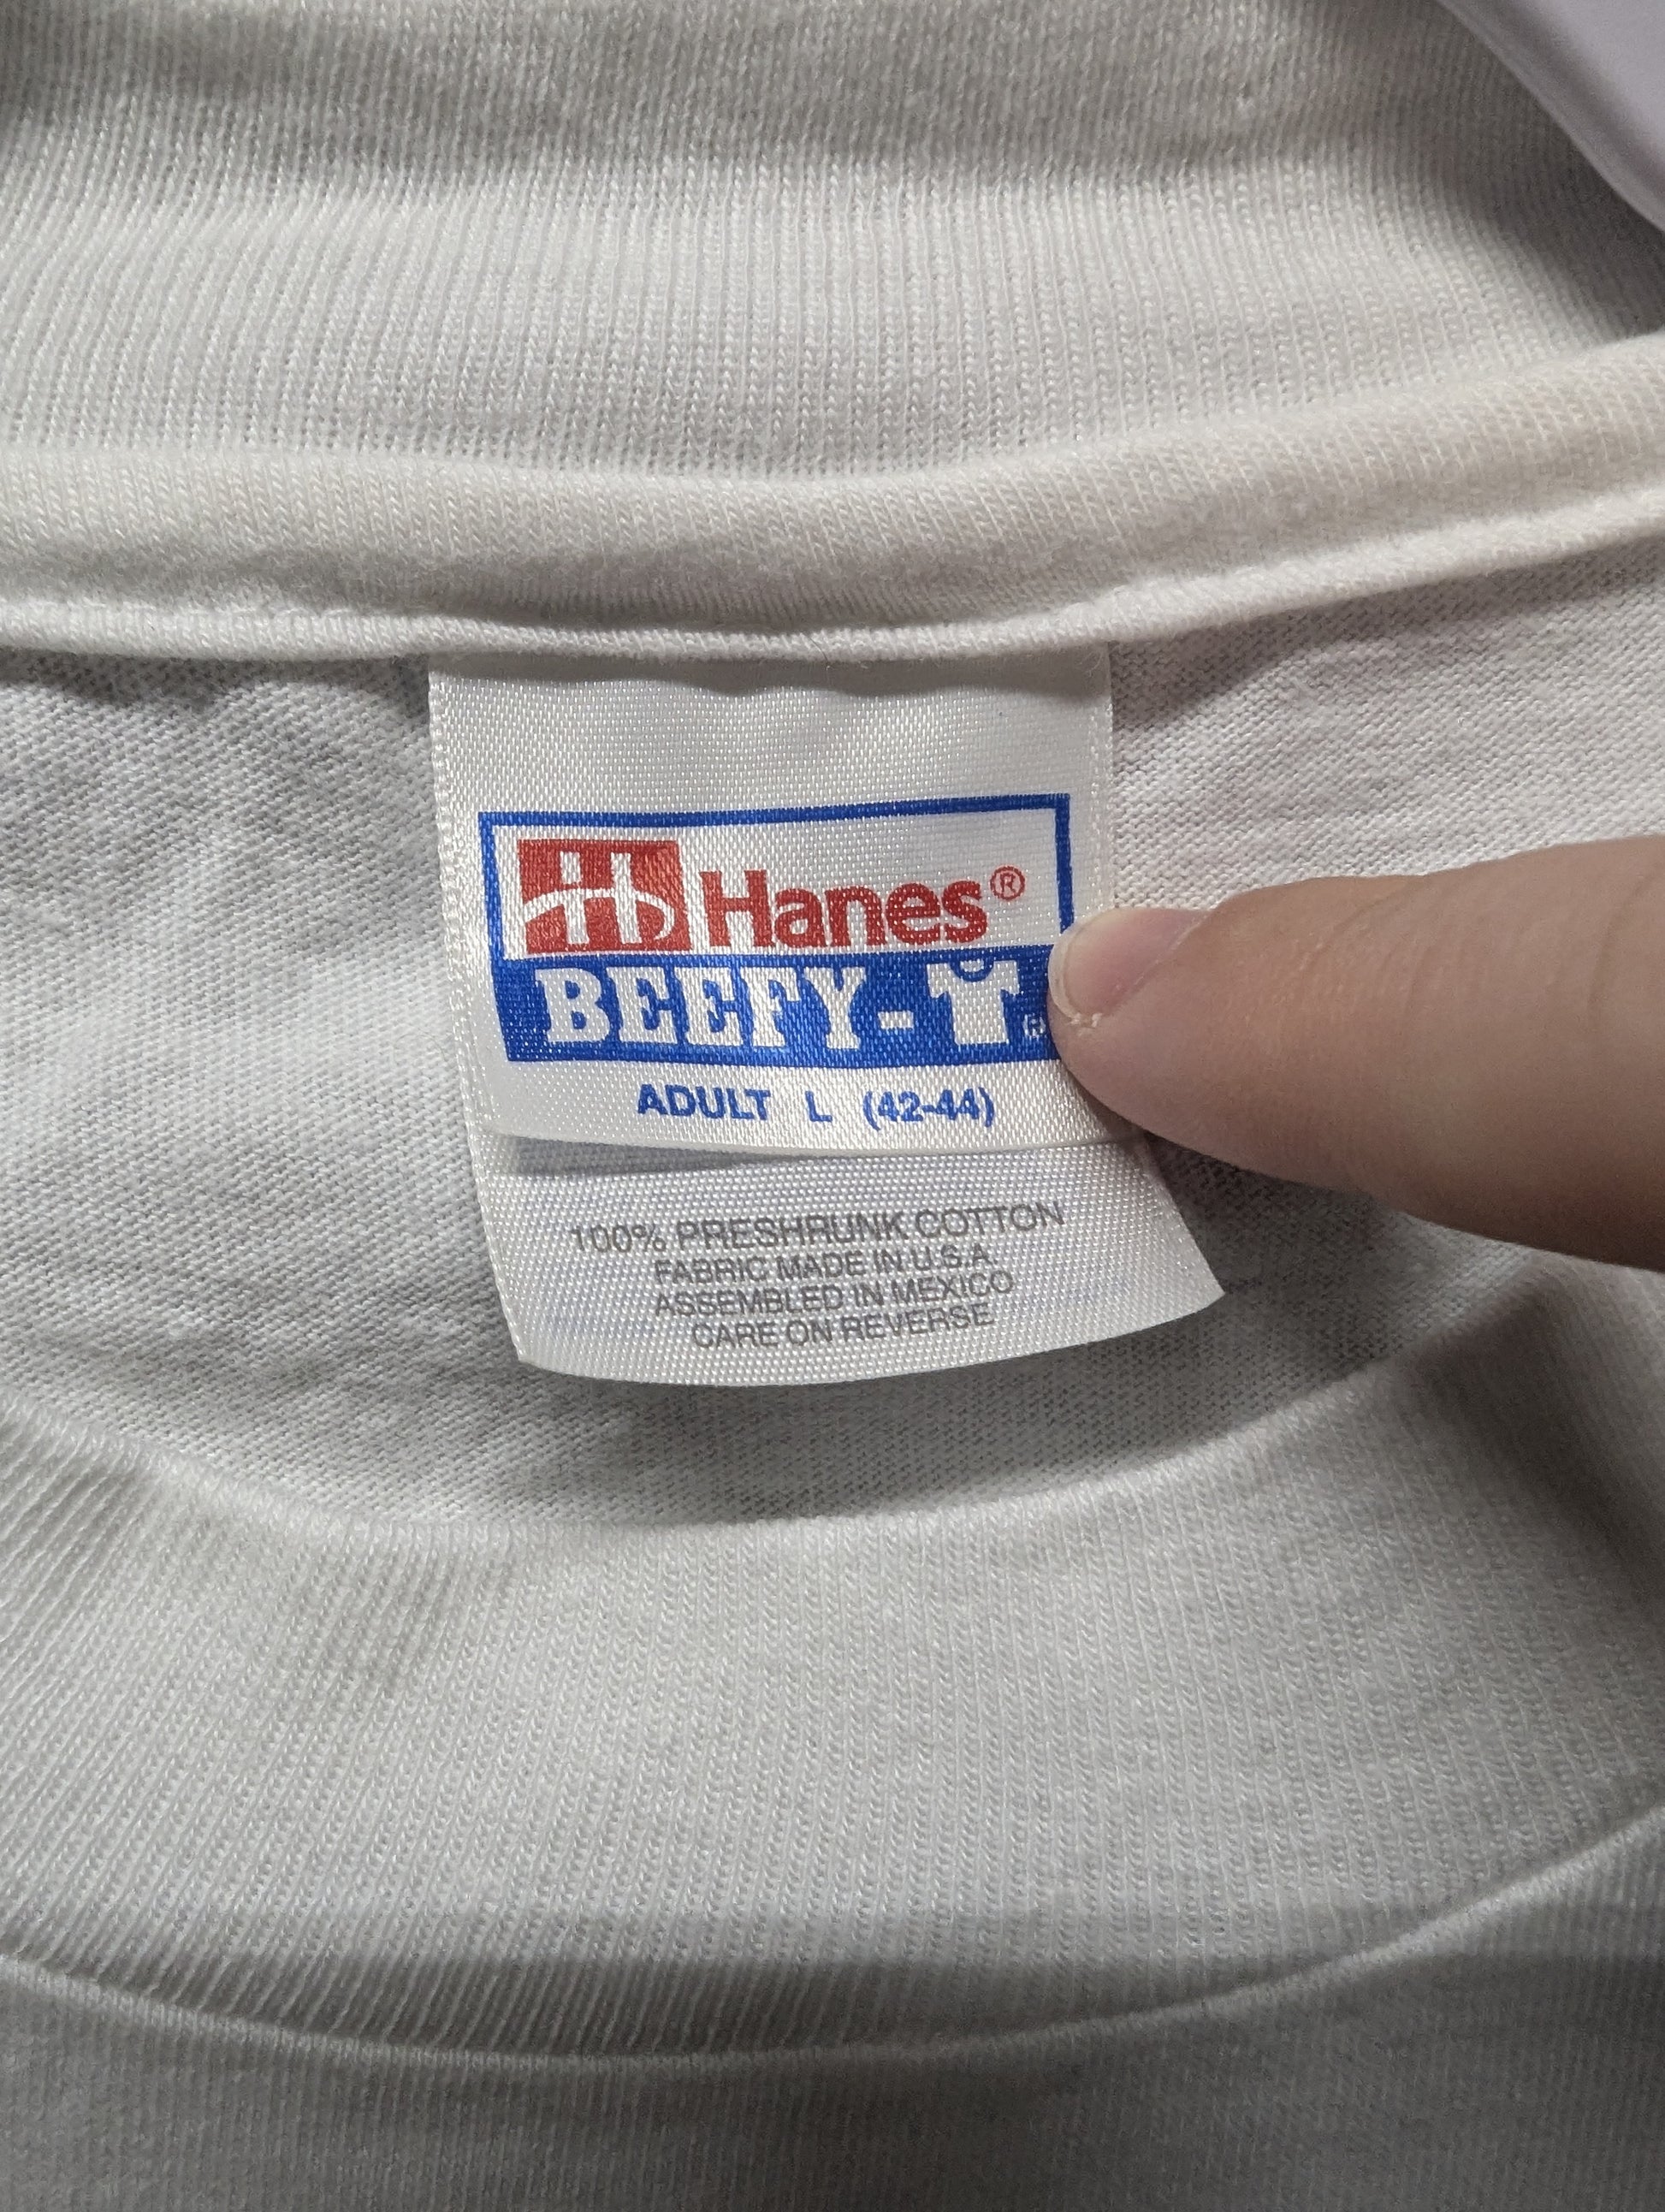 Hanes®
BEEFY-T®
ADULT L (42-44)
100% PRESHRUNK COTTON
FABRIC MADE IN U.S.A.
ASSEMBLED IN MEXICO
CARE ON REVERSE